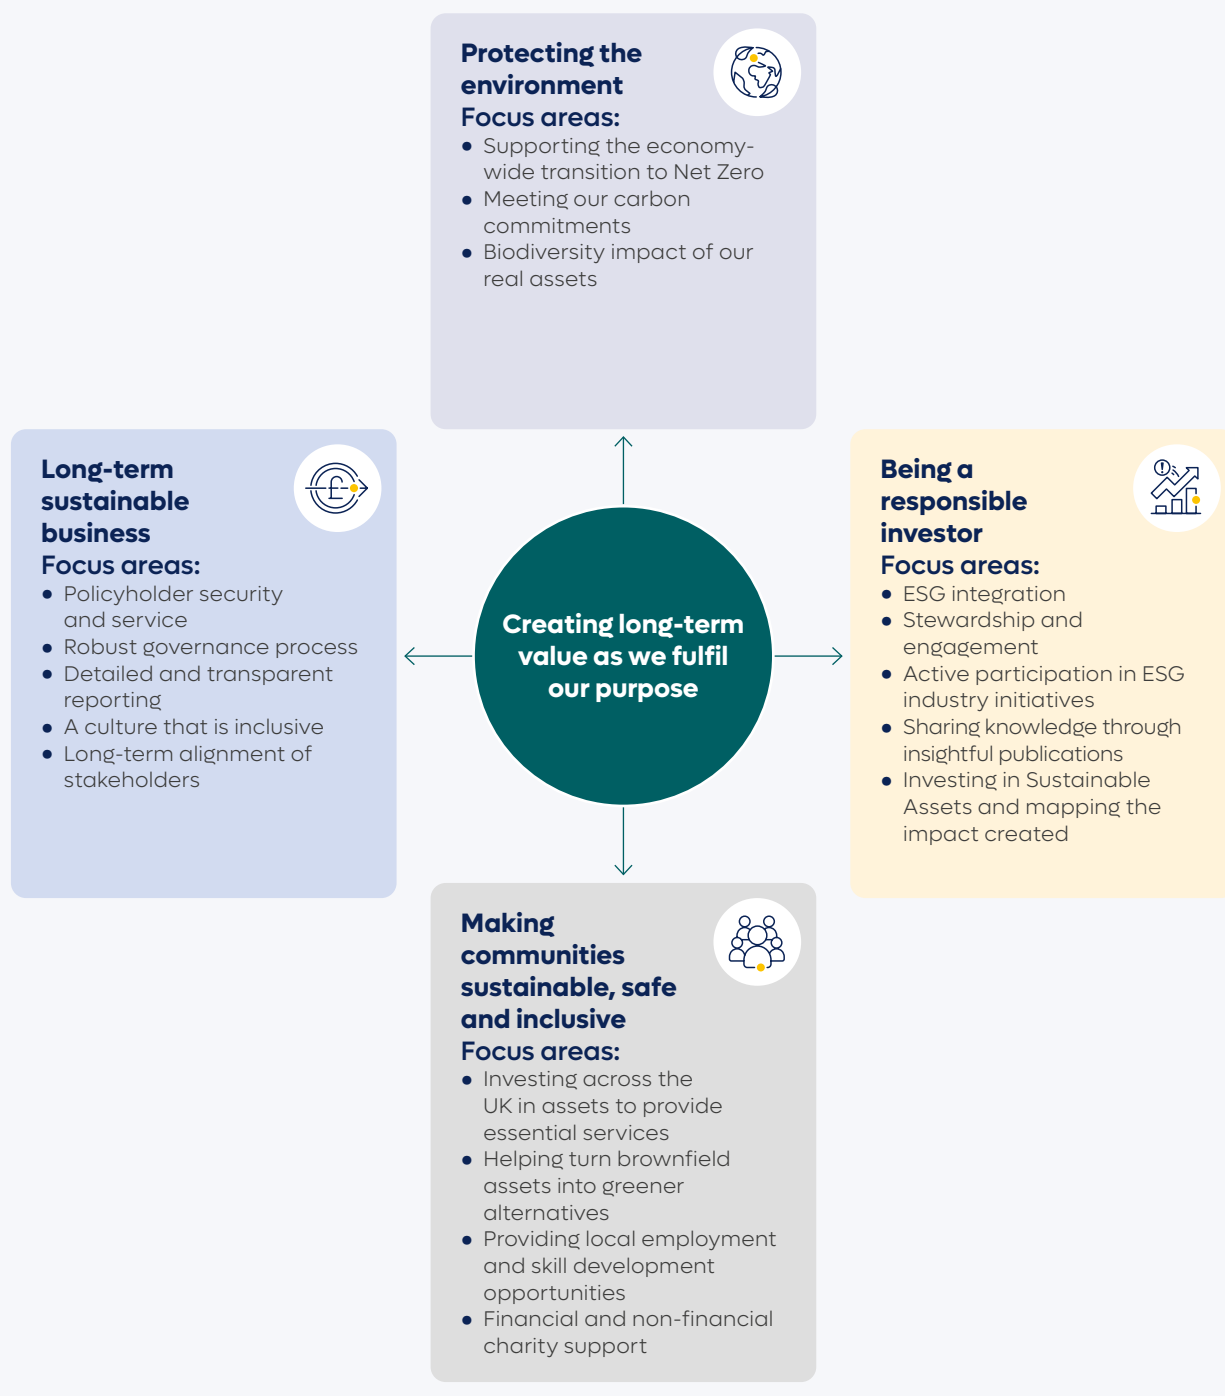 Protecting the
environment
Focus areas:
• Supporting the economy-
wide transition to Net Zero
• Meeting our carbon
commitments
• Biodiversity impact of our
real assets
Long-term
sustainable
business
Focus areas:
• Policyholder security
and service
• Robust governance process
• Detailed and transparent
reporting
• A culture that is inclusive
• Long-term alignment of
stakeholders
Creating long-term
value as we fulfil
our purpose
Being a
responsible
investor
Focus areas:
• ESG integration
• Stewardship and
engagement
• Active participation in ESG
industry initiatives
• Sharing knowledge through
insightful publications
• Investing in Sustainable
Assets and mapping the
impact created
Making
communities
sustainable, safe
and inclusive
Focus areas:
• Investing across the
UK in assets to provide
essential services
• Helping turn brownfield
assets into greener
alternatives
• Providing local employment
and skill development
opportunities
• Financial and non-financial
charity support